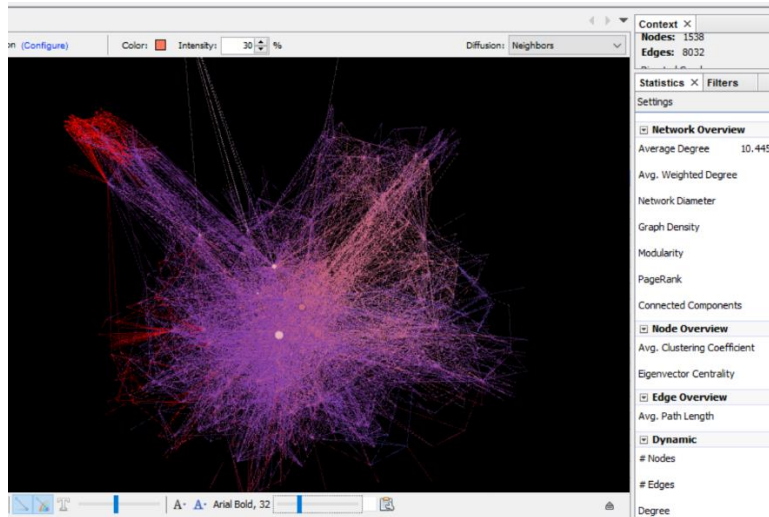 Context ×
Nodes: 1538
on (Configure) Color: Intensity: 30 % Diffusion: Neighbors
Edges: 8032
Statistics × Filters
Settings
Network Overview
Average Degree 10.445
Avg. Weighted Degree
Network Diameter
Graph Density
Modularity
PageRank
Connected Components
Node Overview
Avg. Clustering Coefficient
Eigenvector Centrality
Edge Overview
Avg. Path Length
Dynamic
# Nodes
# Edges
Degree
T A- A- Arial Bold, 32